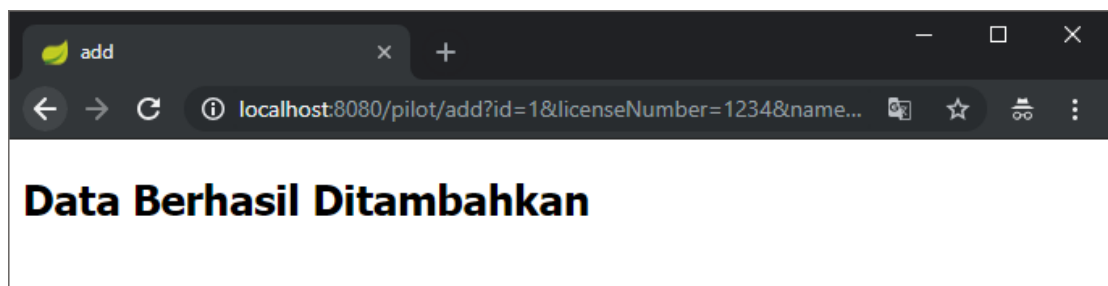 add
localhost:8080/pilot/add?id=1&licenseNumber=1234&name...
Data Berhasil Ditambahkan